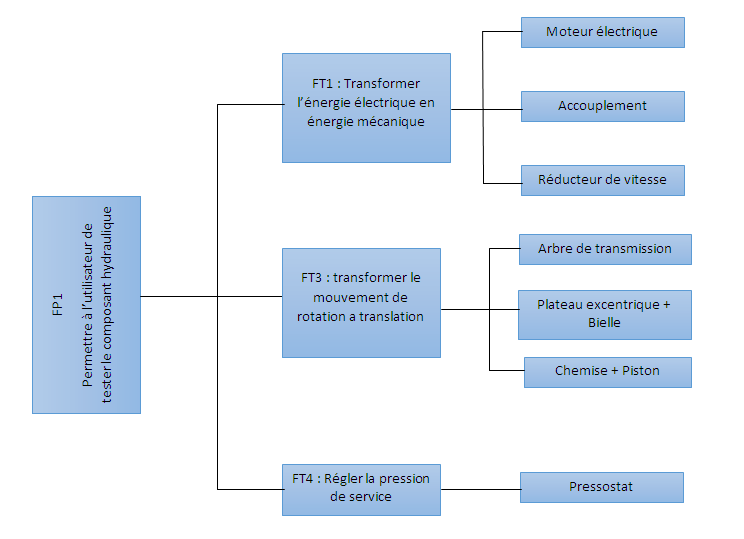 FP1
Permettre à l'utilisateur de
tester le composant hydraulique
FT1 : Transformer
l'énergie électrique en
énergie mécanique
Moteur électrique
Accouplement
Réducteur de vitesse
FT3 : transformer le
mouvement de
rotation a translation
Arbre de transmission
Plateau excentrique +
Bielle
Chemise + Piston
FT4 : Régler la pression
de service
Pressostat